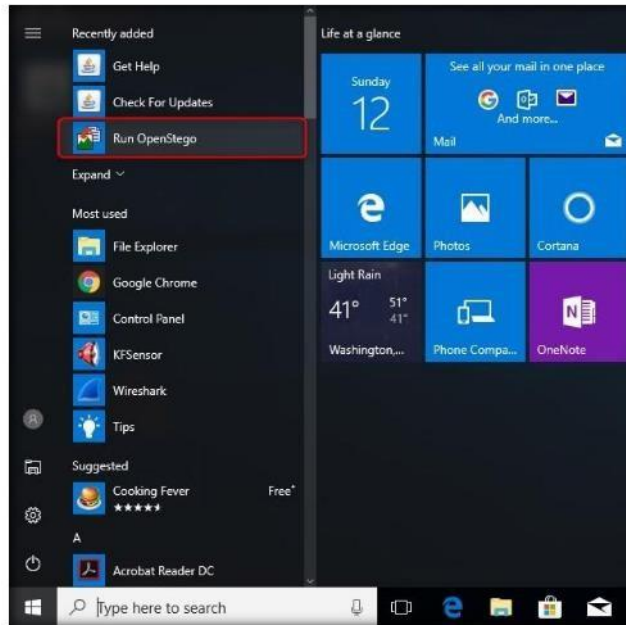 Recently added
Get Help
Check For Updates
Run OpenStego
Expand
Most used
File Explorer
Google Chrome
Control Panel
KFSensor
Wireshark
Tips
Suggested
Cooking Fever Free*
A
Acrobat Reader DC
Type here to search
Life at a glance
Sunday
12
See all your mail in one place
And more...
Mail
Microsoft Edge
Photos
Cortana
Light Rain
41° 51°
41°
Washington,...
Phone Compa...
OneNote